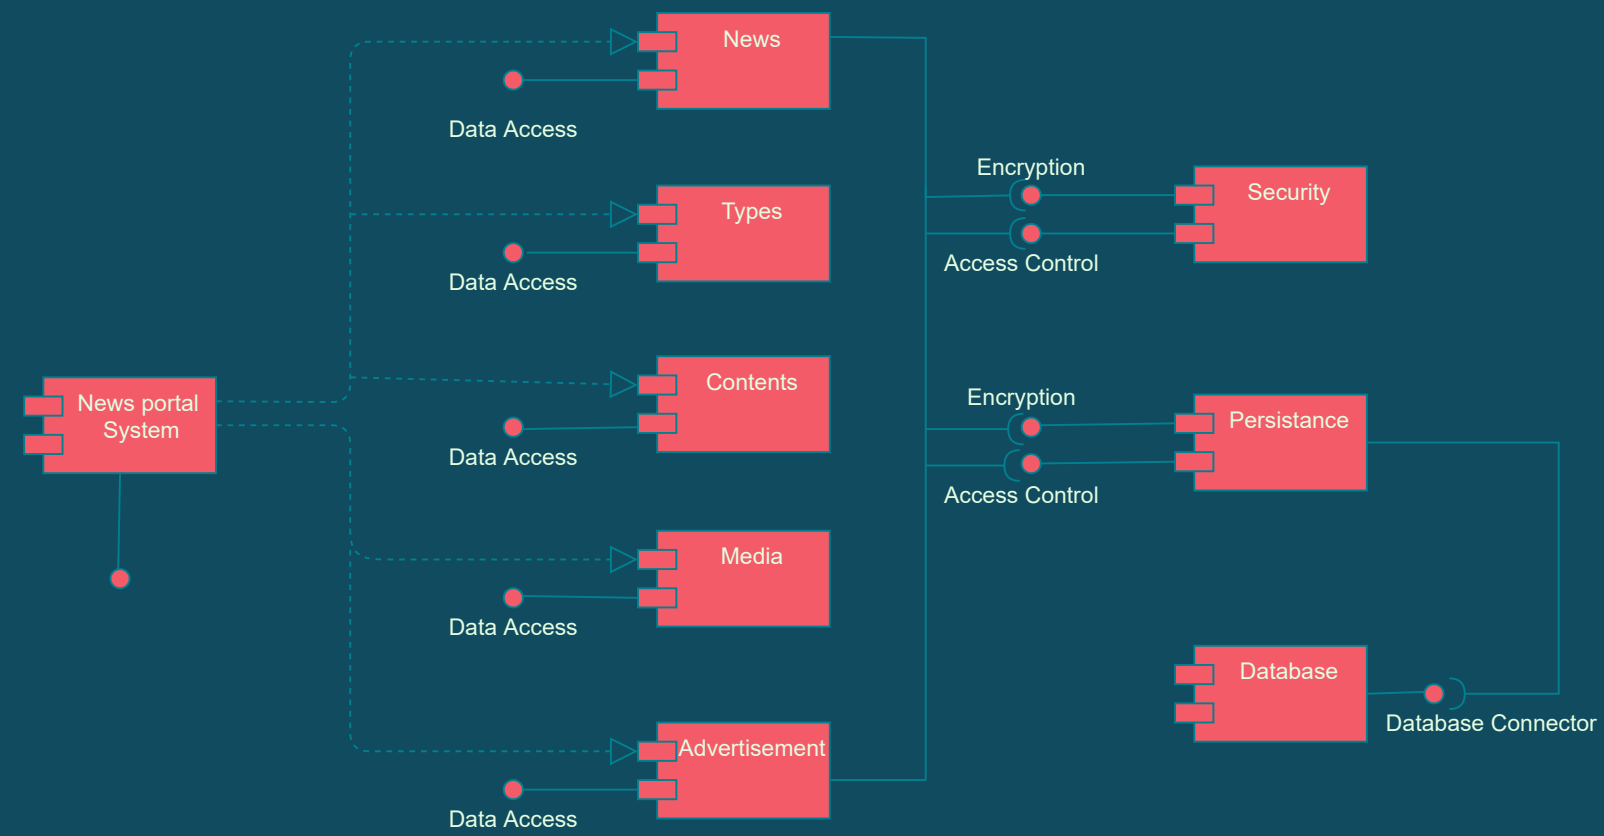 News
Data Access
Encryption
Security
Types
Access Control
Data Access
Contents
News portal
System
Encryption
Persistance
Data Access
Access Control
Media
Data Access
Database
Database Connector
Advertisement
Data Access